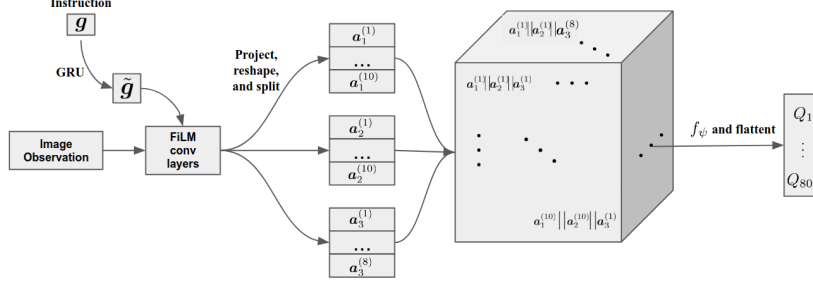 Instruction
g
GRU
g̃
Image
Observation
FiLM
conv
layers
Project,
reshape,
and split
a₁⁽¹⁾
...
a₁⁽¹⁰⁾
a₂⁽¹⁾
...
a₂⁽¹⁰⁾
a₃⁽¹⁾
...
a₃⁽⁸⁾
a₁⁽¹⁾||a₂⁽¹⁾||a₃⁽⁸⁾
a₁⁽¹⁾||a₂⁽¹⁾||a₃⁽¹⁾
a₁⁽¹⁰⁾||a₂⁽¹⁰⁾||a₃⁽¹⁾
f_ψ and flattent
Q₁
⋮
Q₈₀